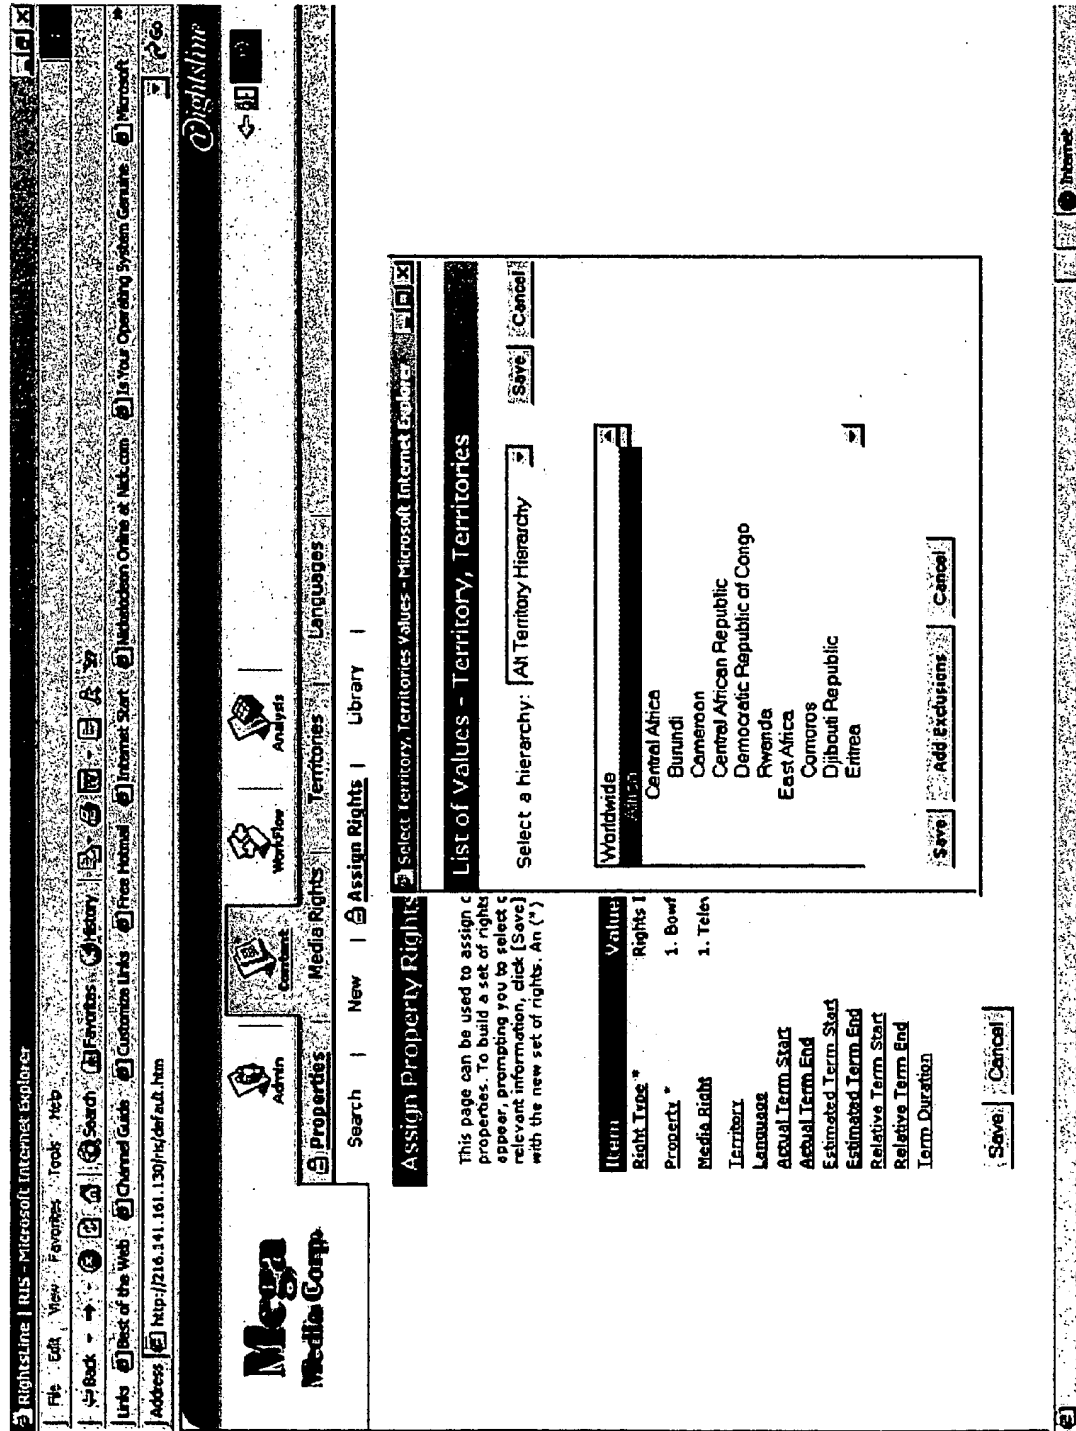 RightsLine | RIS - Microsoft Internet Explorer
File Edit View Favorites Tools Help
Back Search Favorites History
Links Best of the Web Channel Guide Customize Links Free Hotmail Internet Start Nickelodeon Online at Nick.com Is Your Operating System Genuine Microsoft
Address http://216.141.161.130/ris/default.htm Go
Mega
Media Corp.
rightsline
Admin Content WorkFlow Analysis
Properties | Media Rights | Territories | Languages
Search | New | Assign Rights | Library |
Assign Property Rights
This page can be used to assign c
properties. To build a set of rights
appear, prompting you to select c
relevant information, click [Save]
with the new set of rights. An (*)
Item Value
Right Type * Rights I
Property * 1. Bowf
Media Right 1. Telev
Territory
Language
Actual Term Start
Actual Term End
Estimated Term Start
Estimated Term End
Relative Term Start
Relative Term End
Term Duration
Save Cancel
Select Territory, Territories Values - Microsoft Internet Explorer
List of Values - Territory, Territories
Select a hierarchy: All Territory Hierarchy Save Cancel
Worldwide
Africa
Central Africa
Burundi
Cameroon
Central African Republic
Democratic Republic of Congo
Rwanda
East Africa
Comoros
Djibouti Republic
Eritrea
Save Add Exclusions Cancel
Internet